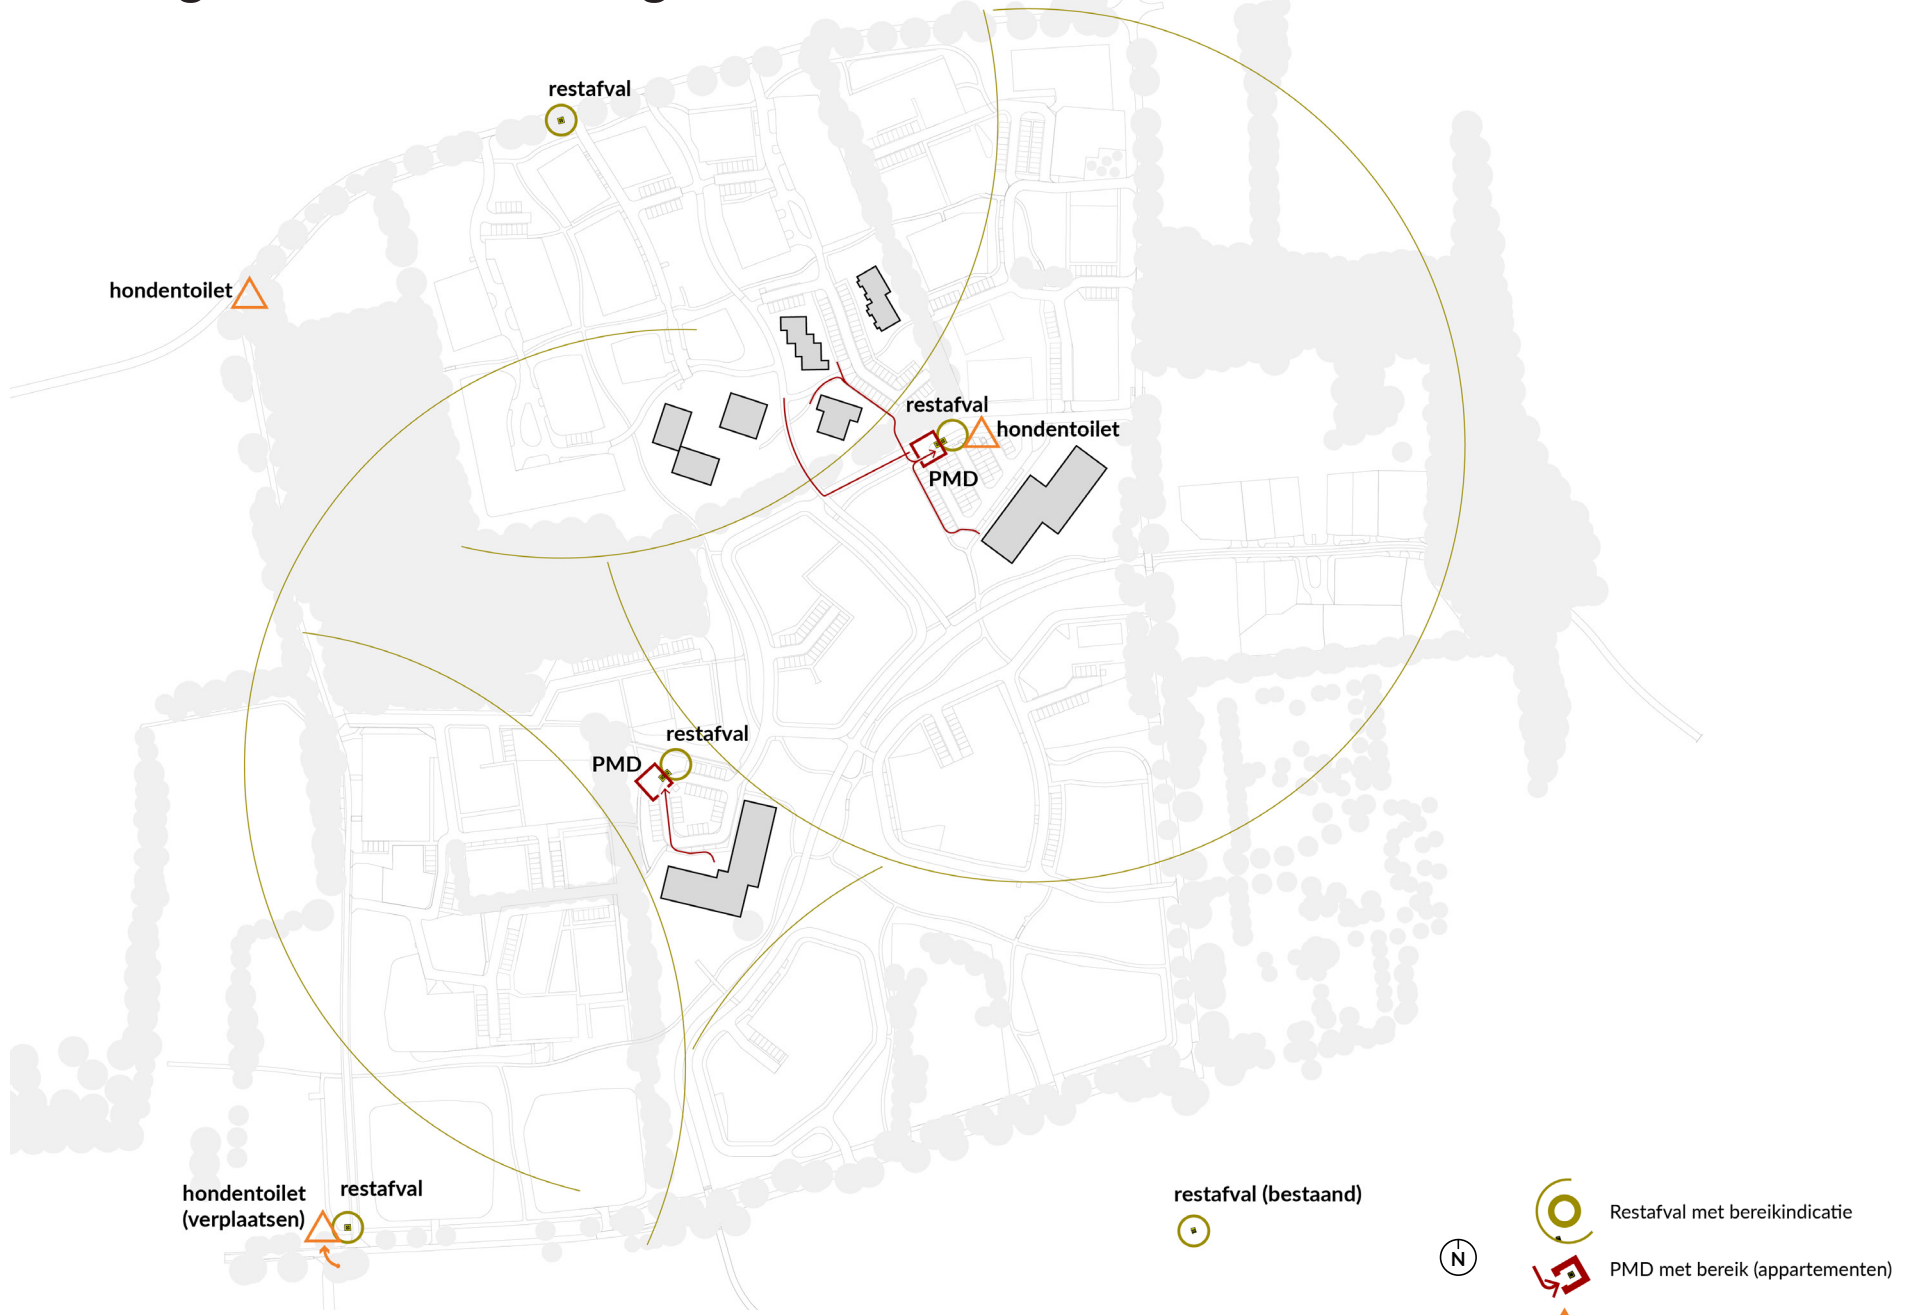 restafval
hondentoilet
restafval
hondentoilet
PMD
restafval
PMD
hondentoilet
(verplaatsen)
restafval
restafval (bestaand)
N
Restafval met bereikindicatie
PMD met bereik (appartementen)